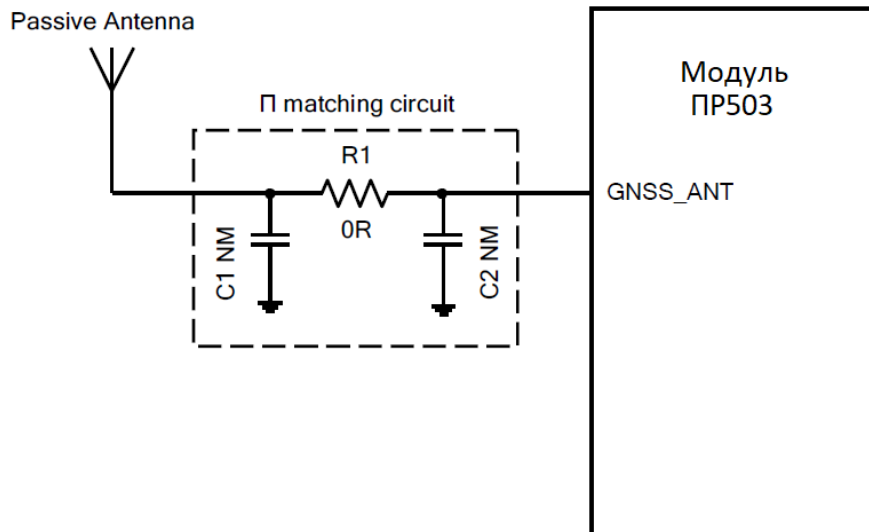 Passive Antenna
П matching circuit
R1
0R
C1 NM
C2 NM
Модуль
ПР503
GNSS_ANT